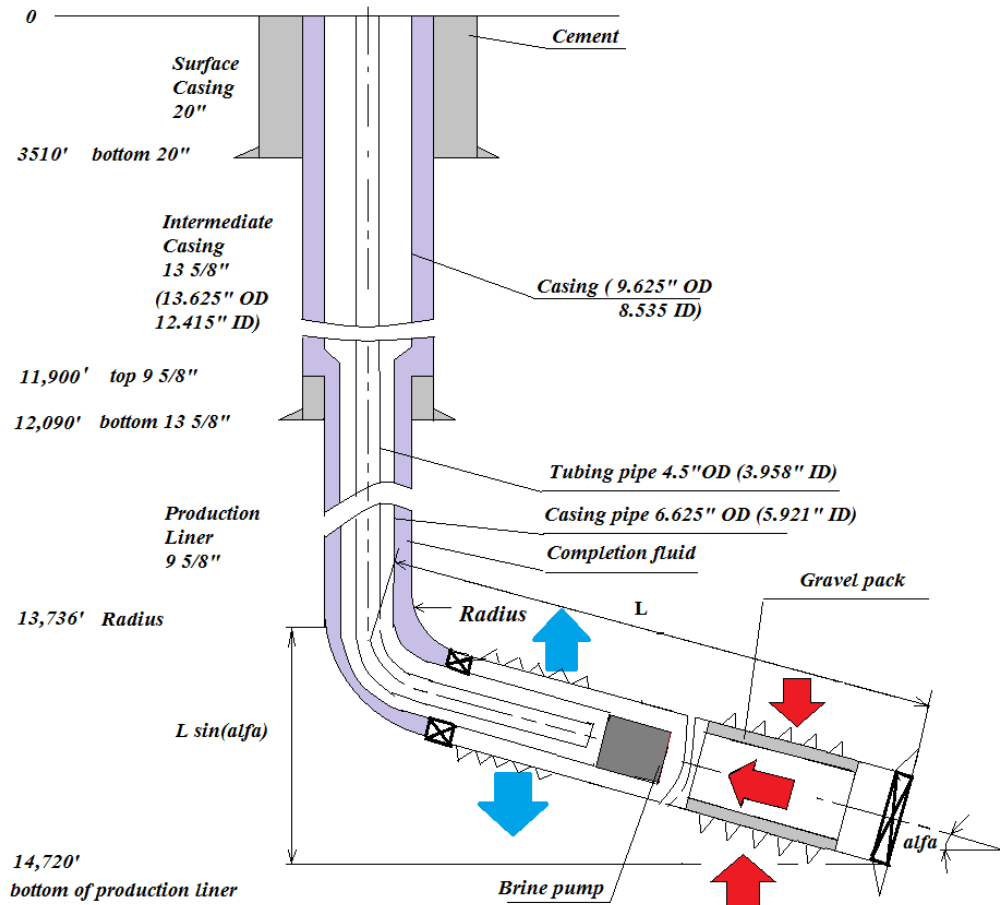 0
Cement
Surface
Casing
20"
3510' bottom 20"
Intermediate
Casing
13 5/8"
(13.625" OD
12.415" ID)
Casing ( 9.625" OD
8.535 ID)
11,900' top 9 5/8"
12,090' bottom 13 5/8"
Tubing pipe 4.5"OD (3.958" ID)
Production
Liner
9 5/8"
Casing pipe 6.625" OD (5.921" ID)
Completion fluid
Gravel pack
L
13,736' Radius
Radius
L sin(alfa)
alfa
14,720'
bottom of production liner
Brine pump